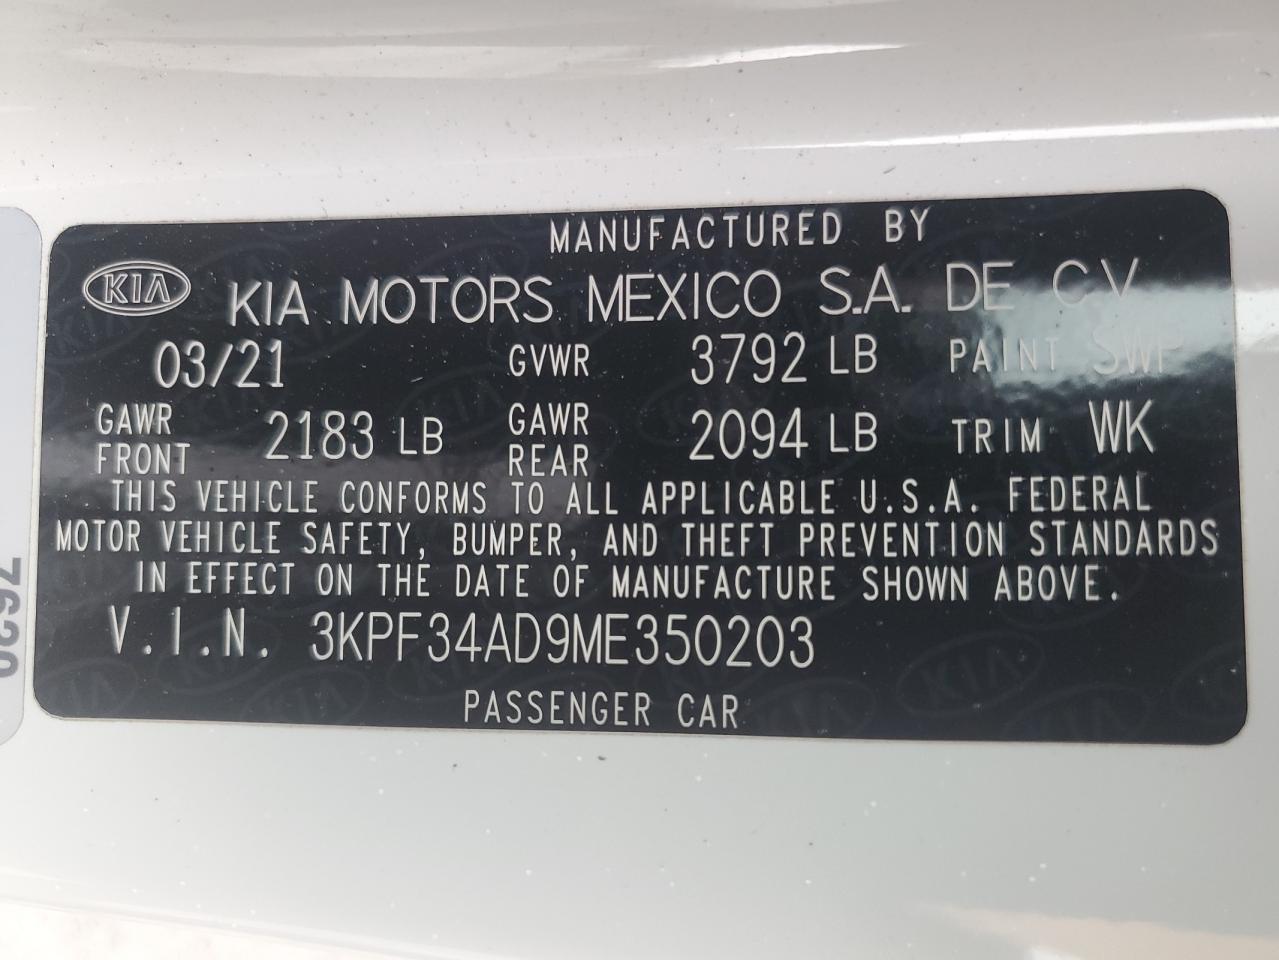 MANUFACTURED BY
KIA KIA MOTORS MEXICO S.A. DE C.V
03/21 GVWR 3792 LB PAINT SWP
GAWR FRONT 2183 LB GAWR REAR 2094 LB TRIM WK
THIS VEHICLE CONFORMS TO ALL APPLICABLE U.S.A. FEDERAL
MOTOR VEHICLE SAFETY, BUMPER, AND THEFT PREVENTION STANDARDS
IN EFFECT ON THE DATE OF MANUFACTURE SHOWN ABOVE.
V.I.N. 3KPF34AD9ME350203
PASSENGER CAR